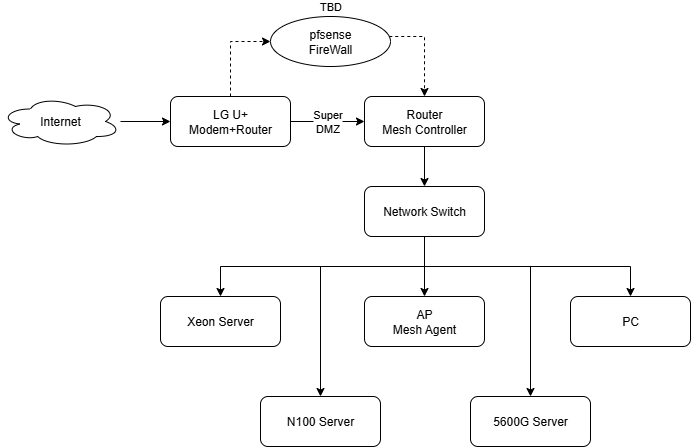 TBD
pfsense
FireWall
Internet
LG U+
Modem+Router
Super
DMZ
Router
Mesh Controller
Network Switch
Xeon Server
AP
Mesh Agent
PC
N100 Server
5600G Server